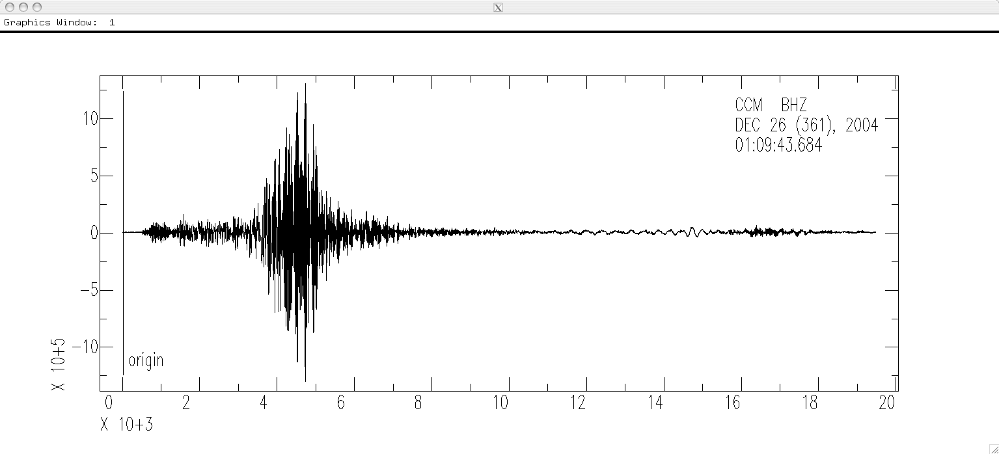 X
Graphics Window: 1
CCM BHZ
DEC 26 (361), 2004
01:09:43.684
10
5
0
-5
-10
X 10+5
origin
0 2 4 6 8 10 12 14 16 18 20
X 10+3